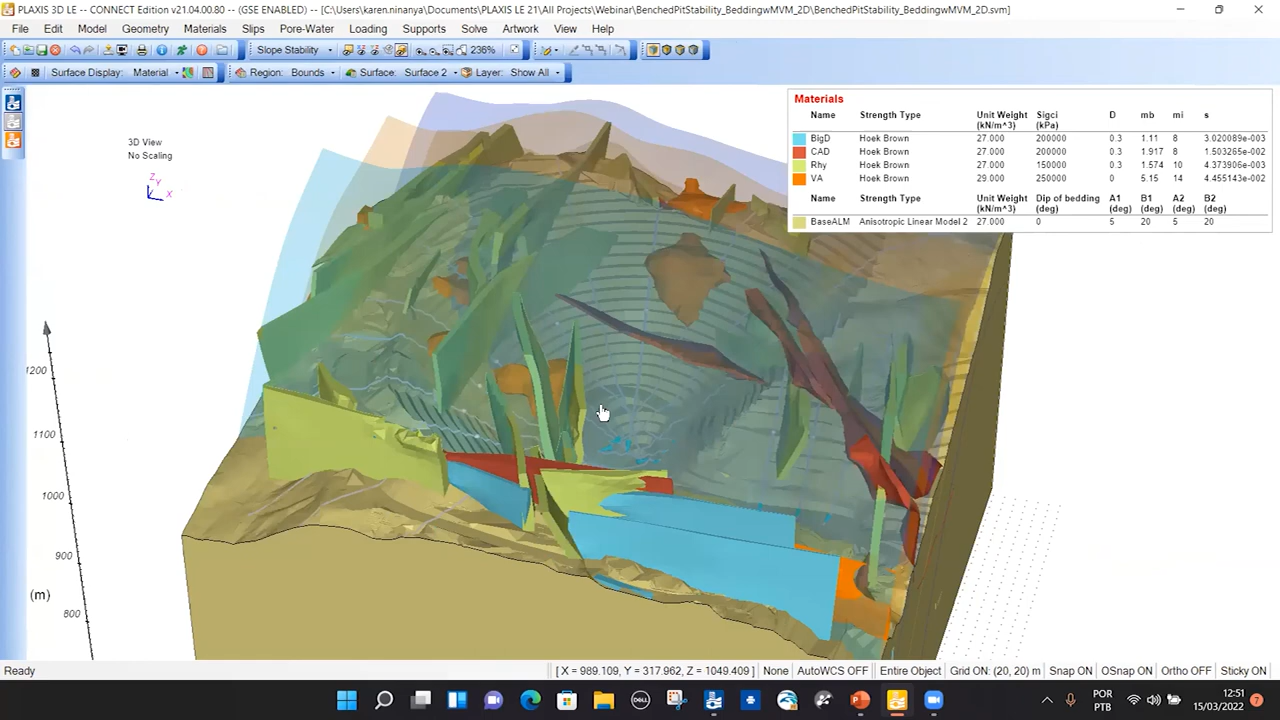 PLAXIS 3D LE -- CONNECT Edition v21.04.00.80 -- (GSE ENABLED) -- [C:\Users\karen.ninanya\Documents\PLAXIS LE 21\All Projects\Webinar\BenchedPitStability_BeddingwMVM_2D\BenchedPitStability_BeddingwMVM_2D.svm]
File Edit Model Geometry Materials Slips Pore-Water Loading Supports Solve Artwork View Help
Slope Stability 236%
Surface Display: Material Region: Bounds Surface: Surface 2 Layer: Show All
3D View
No Scaling
Z
Y
X
Materials
Name Strength Type Unit Weight (kN/m^3) Sigci (kPa) D mb mi s
BigD Hoek Brown 27.000 200000 0.3 1.11 8 3.020089e-003
CAD Hoek Brown 27.000 200000 0.3 1.917 8 1.503265e-002
Rhy Hoek Brown 27.000 150000 0.3 1.574 10 4.373906e-003
VA Hoek Brown 29.000 250000 0 5.15 14 4.455143e-002
Name Strength Type Unit Weight (kN/m^3) Dip of bedding (deg) A1 (deg) B1 (deg) A2 (deg) B2 (deg)
BaseALM Anisotropic Linear Model 2 27.000 0 5 20 5 20
1200
1100
1000
900
(m)
800
Ready [ X = 989.109, Y = 317.962, Z = 1049.409] None AutoWCS OFF Entire Object Grid ON: (20, 20) m Snap ON OSnap ON Ortho OFF Sticky ON
DELL
POR
PTB
12:51
15/03/2022
7